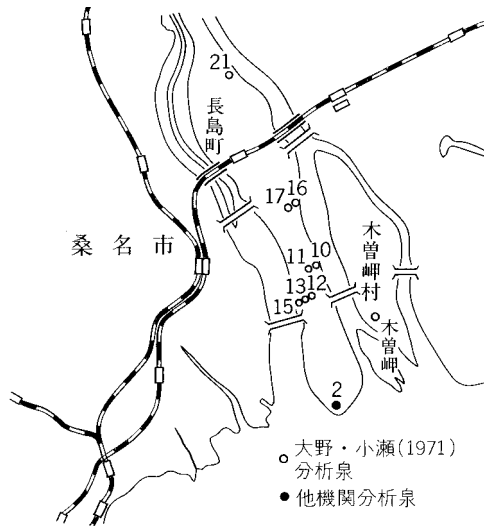 21
長島町
17 16
桑名市
11 10
木曽岬村
13 12
15
木曽岬
2
大野・小瀬(1971)
分析泉
他機関分析泉